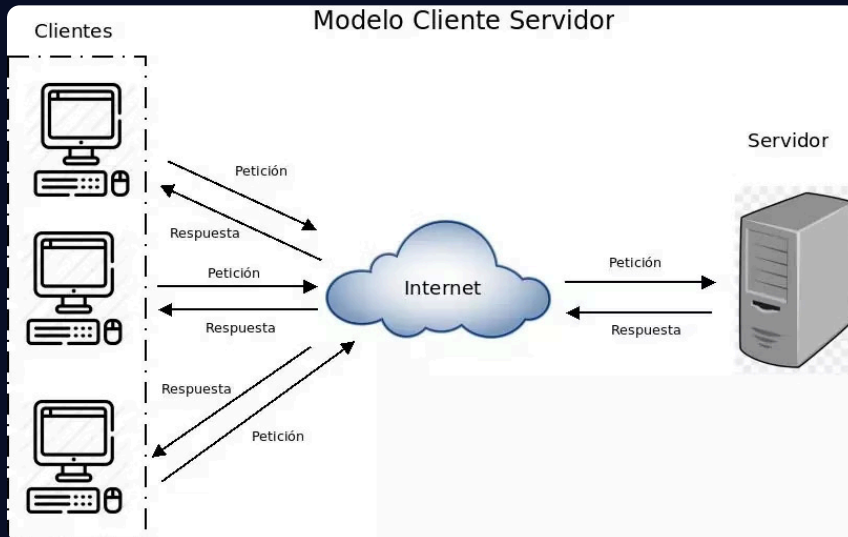 Modelo Cliente Servidor
Clientes
Servidor
Petición
Respuesta
Petición
Respuesta
Internet
Petición
Respuesta
Respuesta
Petición